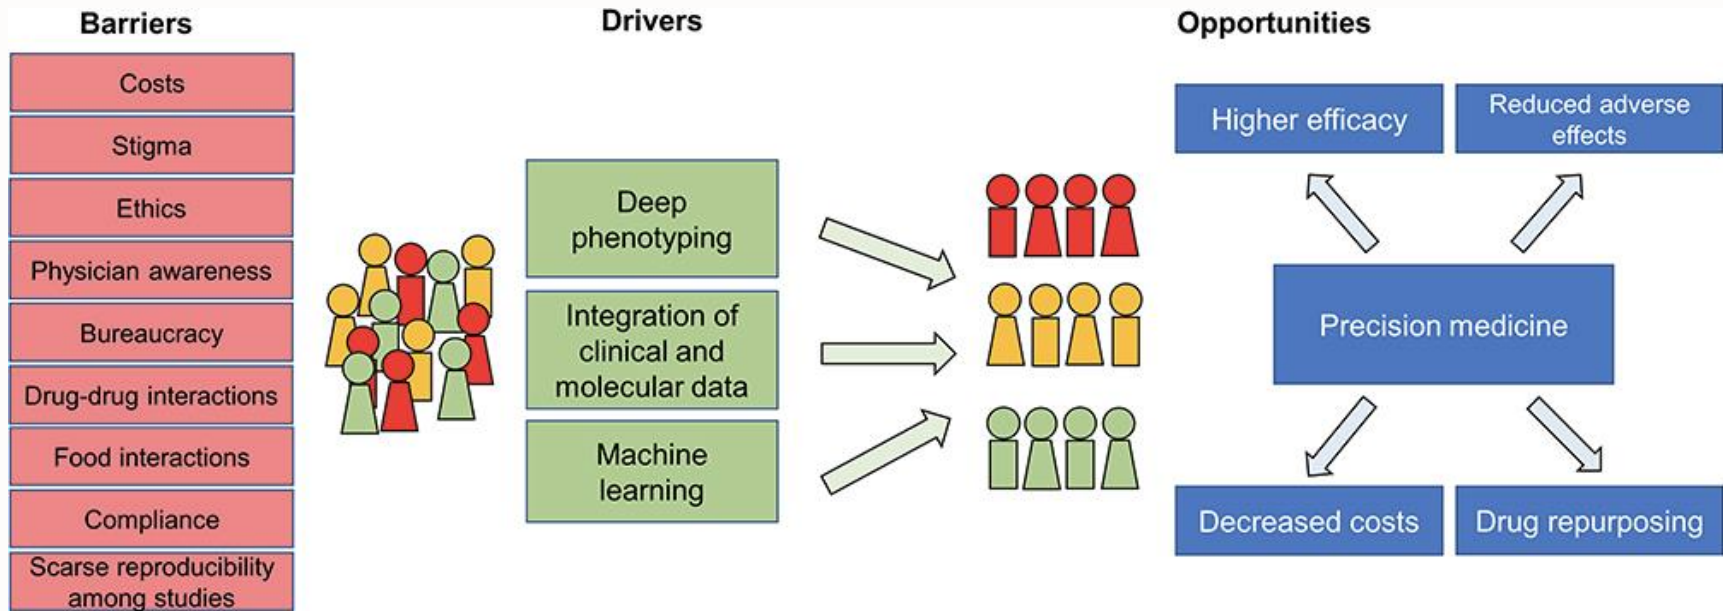 Barriers
Costs
Stigma
Ethics
Physician awareness
Bureaucracy
Drug-drug interactions
Food interactions
Compliance
Scarse reproducibility
among studies
Drivers
Deep
phenotyping
Integration of
clinical and
molecular data
Machine
learning
Opportunities
Higher efficacy
Reduced adverse
effects
Precision medicine
Decreased costs
Drug repurposing